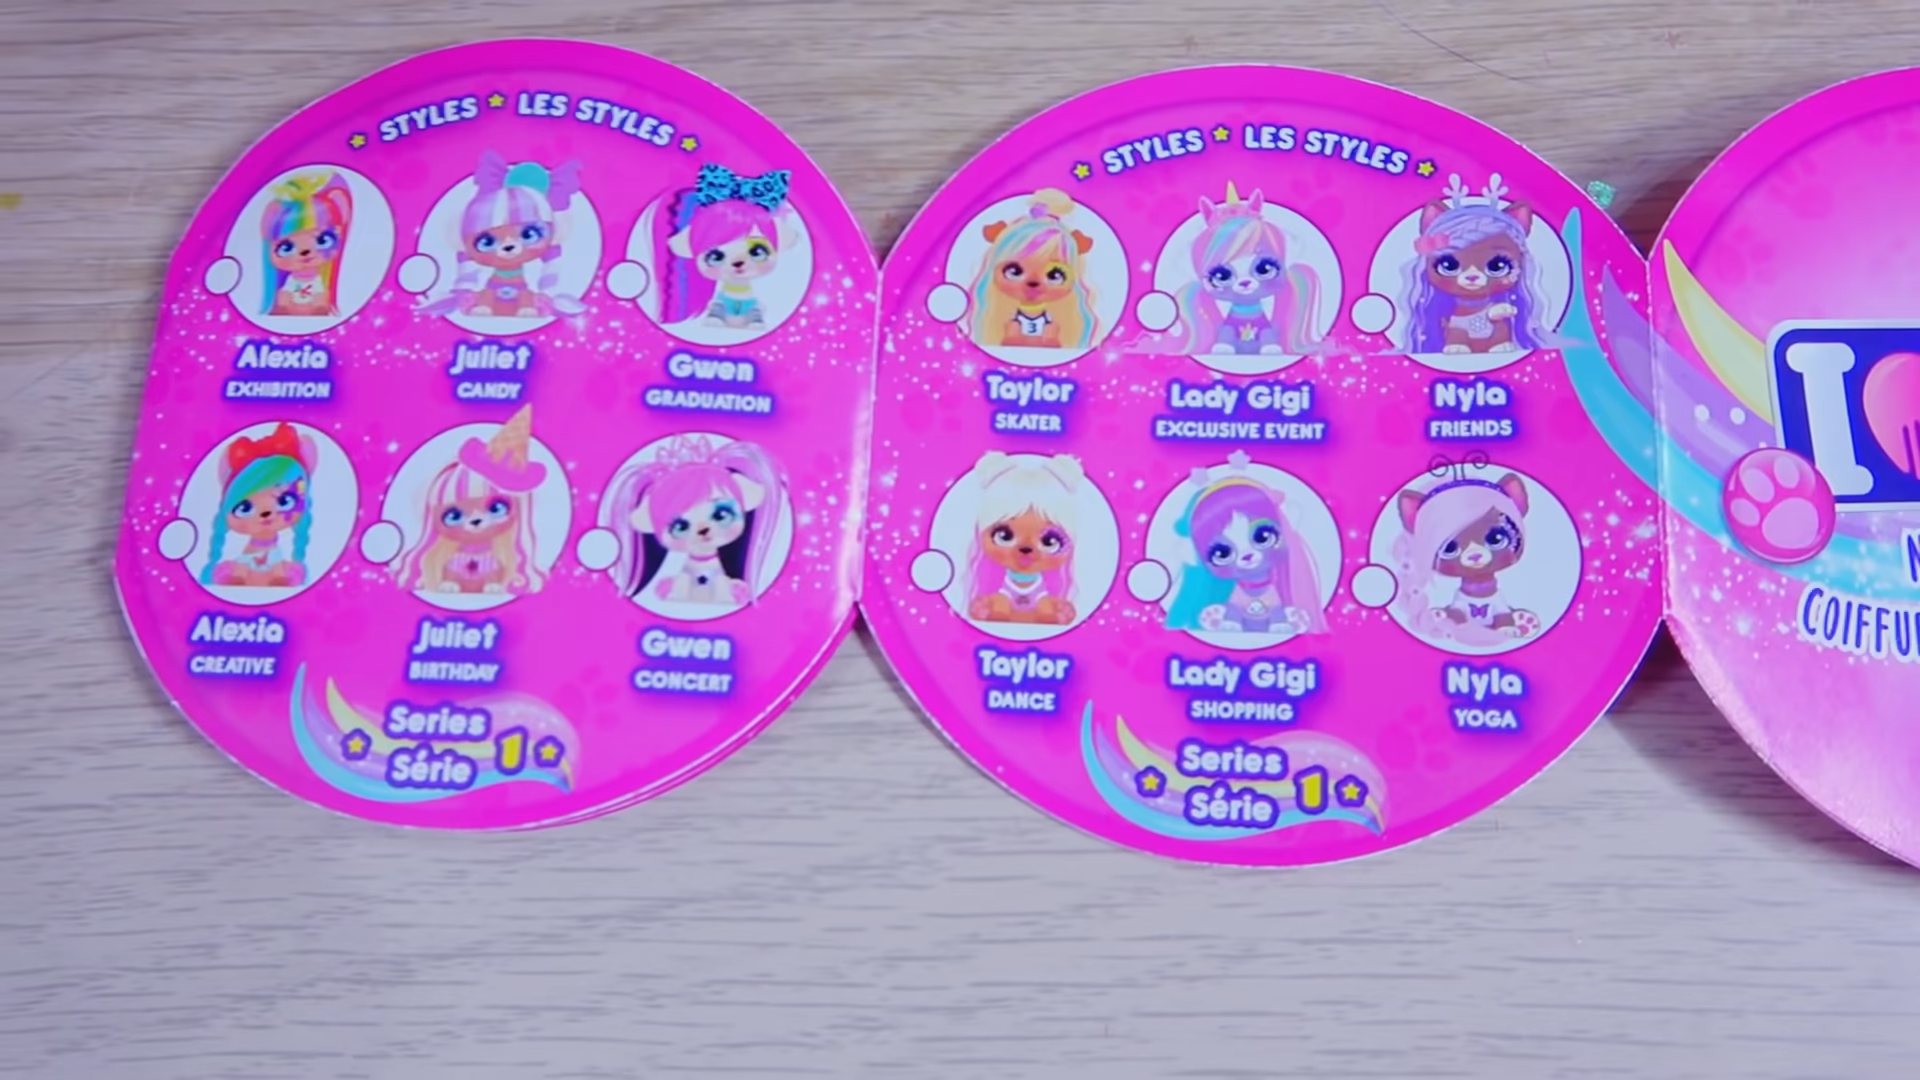 STYLES ★ LES STYLES
Alexia
EXHIBITION
Juliet
CANDY
Gwen
GRADUATION
Alexia
CREATIVE
Juliet
BIRTHDAY
Gwen
CONCERT
Series
Série 1
STYLES ★ LES STYLES
3
Taylor
SKATER
Lady Gigi
EXCLUSIVE EVENT
Nyla
FRIENDS
Taylor
DANCE
Lady Gigi
SHOPPING
Nyla
YOGA
Series
Série 1
I